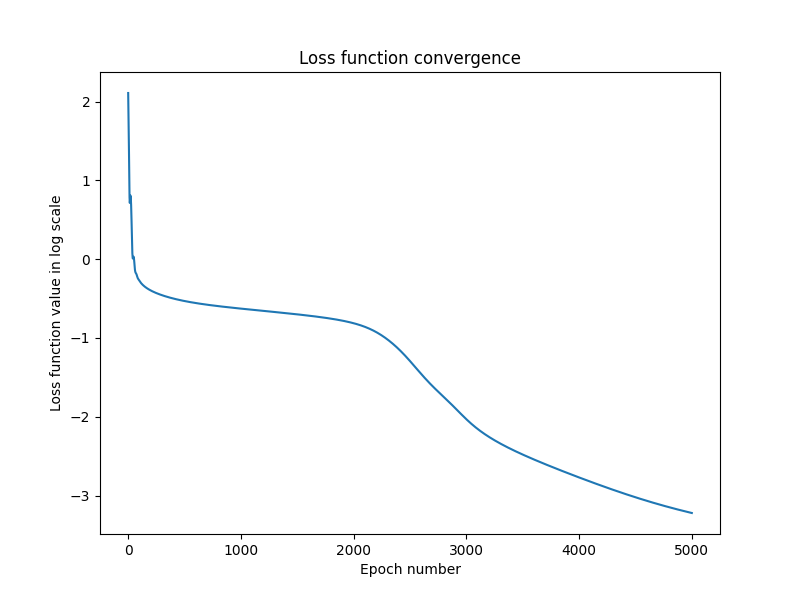 Loss function convergence
Loss function value in log scale
2
1
0
−1
−2
−3
0 1000 2000 3000 4000 5000
Epoch number